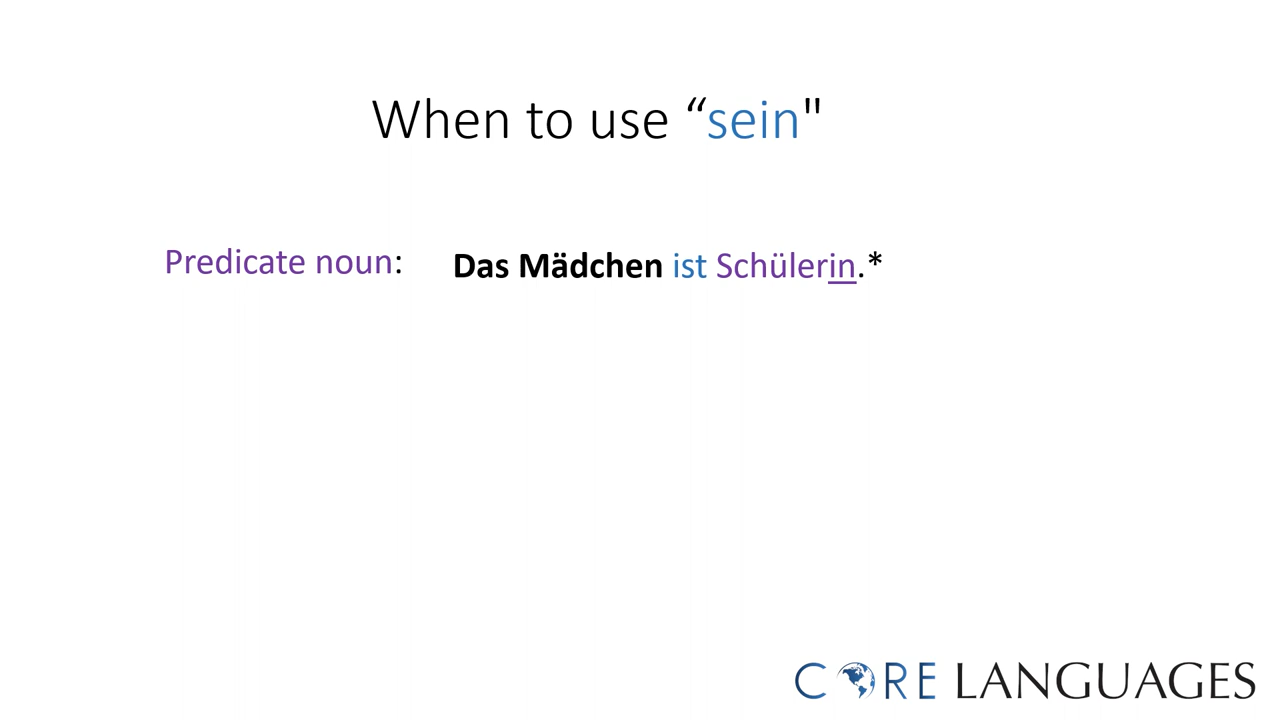 When to use “sein"
Predicate noun: Das Mädchen ist Schülerin.*
CORE LANGUAGES